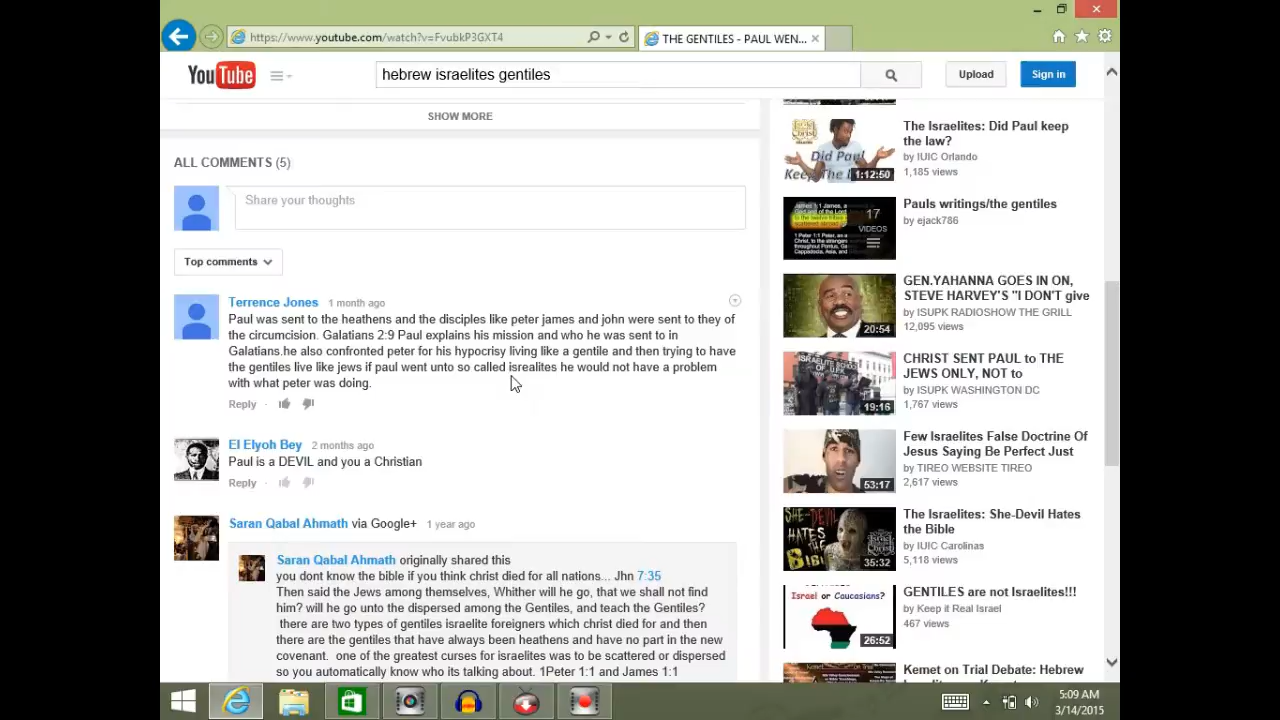 https://www.youtube.com/watch?v=FvubkP3GXT4
THE GENTILES - PAUL WEN...
YouTube
hebrew israelites gentiles
Upload
Sign in
SHOW MORE
ALL COMMENTS (5)
Share your thoughts
Top comments
Terrence Jones 1 month ago
Paul was sent to the heathens and the disciples like peter james and john were sent to they of
the circumcision. Galatians 2:9 Paul explains his mission and who he was sent to in
Galatians.he also confronted peter for his hypocrisy living like a gentile and then trying to have
the gentiles live like jews if paul went unto so called isrealites he would not have a problem
with what peter was doing.
Reply
El Elyoh Bey 2 months ago
Paul is a DEVIL and you a Christian
Reply
Saran Qabal Ahmath via Google+ 1 year ago
Saran Qabal Ahmath originally shared this
you dont know the bible if you think christ died for all nations... Jhn 7:35
Then said the Jews among themselves, Whither will he go, that we shall not find
him? will he go unto the dispersed among the Gentiles, and teach the Gentiles?
there are two types of gentiles israelite foreigners which christ died for and then
there are the gentiles that have always been heathens and have no part in the new
covenant. one of the greatest curses for israelites was to be scattered or dispersed
so you automatically know who its talking about. 1Peter 1:1 and James 1:1
Did Paul
Keep The
1:12:50
The Israelites: Did Paul keep
the law?
by IUIC Orlando
1,185 views
17
VIDEOS
Pauls writings/the gentiles
by ejack786
20:54
GEN.YAHANNA GOES IN ON,
STEVE HARVEY'S "I DON'T give
by ISUPK RADIOSHOW THE GRILL
12,095 views
19:16
CHRIST SENT PAUL to THE
JEWS ONLY, NOT to
by ISUPK WASHINGTON DC
1,767 views
53:17
Few Israelites False Doctrine Of
Jesus Saying Be Perfect Just
by TIREO WEBSITE TIREO
2,617 views
SHE-DEVIL
HATES
THE
BIBL
35:32
The Israelites: She-Devil Hates
the Bible
by IUIC Carolinas
5,118 views
Israel or Caucasians?
26:52
GENTILES are not Israelites!!!
by Keep it Real Israel
467 views
Kemet on Trial Debate: Hebrew
5:09 AM
3/14/2015